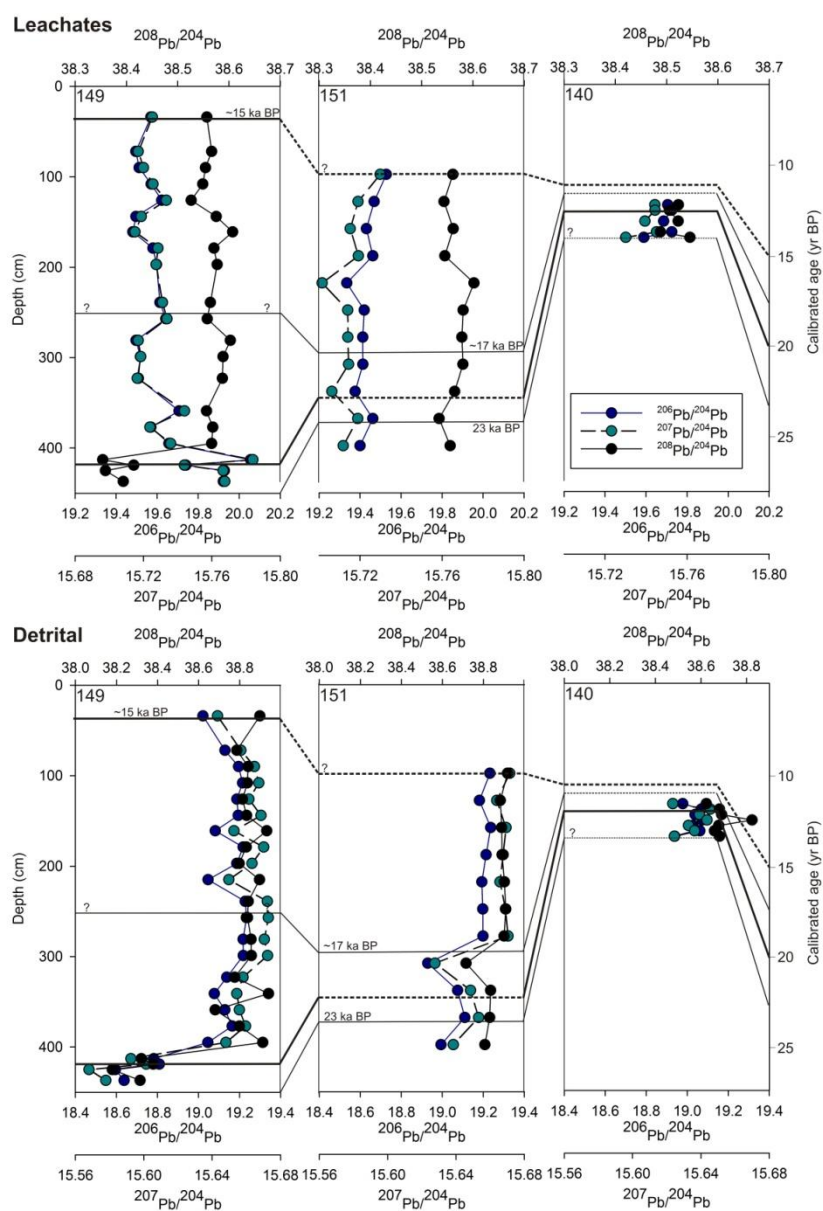 Leachates
²⁰⁸Pb/²⁰⁴Pb ²⁰⁸Pb/²⁰⁴Pb ²⁰⁸Pb/²⁰⁴Pb
38.3 38.4 38.5 38.6 38.7 38.3 38.4 38.5 38.6 38.7 38.3 38.4 38.5 38.6 38.7
149 151 140
0 100 200 300 400
Depth (cm)
~15 ka BP
?
? ?
~17 ka BP
23 ka BP
?
²⁰⁶Pb/²⁰⁴Pb
²⁰⁷Pb/²⁰⁴Pb
²⁰⁸Pb/²⁰⁴Pb
10 15 20 25
Calibrated age (yr BP)
19.2 19.4 19.6 19.8 20.0 20.2 19.2 19.4 19.6 19.8 20.0 20.2 19.2 19.4 19.6 19.8 20.0 20.2
²⁰⁶Pb/²⁰⁴Pb ²⁰⁶Pb/²⁰⁴Pb ²⁰⁶Pb/²⁰⁴Pb
15.68 15.72 15.76 15.80 15.72 15.76 15.80 15.72 15.76 15.80
²⁰⁷Pb/²⁰⁴Pb ²⁰⁷Pb/²⁰⁴Pb ²⁰⁷Pb/²⁰⁴Pb
Detrital
²⁰⁸Pb/²⁰⁴Pb ²⁰⁸Pb/²⁰⁴Pb ²⁰⁸Pb/²⁰⁴Pb
38.0 38.2 38.4 38.6 38.8 38.0 38.2 38.4 38.6 38.8 38.0 38.2 38.4 38.6 38.8
149 151 140
0 100 200 300 400
Depth (cm)
~15 ka BP
?
?
~17 ka BP
23 ka BP
?
10 15 20 25
Calibrated age (yr BP)
18.4 18.6 18.8 19.0 19.2 19.4 18.4 18.6 18.8 19.0 19.2 19.4 18.4 18.6 18.8 19.0 19.2 19.4
²⁰⁶Pb/²⁰⁴Pb ²⁰⁶Pb/²⁰⁴Pb ²⁰⁶Pb/²⁰⁴Pb
15.56 15.60 15.64 15.68 15.56 15.60 15.64 15.68 15.56 15.60 15.64 15.68
²⁰⁷Pb/²⁰⁴Pb ²⁰⁷Pb/²⁰⁴Pb ²⁰⁷Pb/²⁰⁴Pb